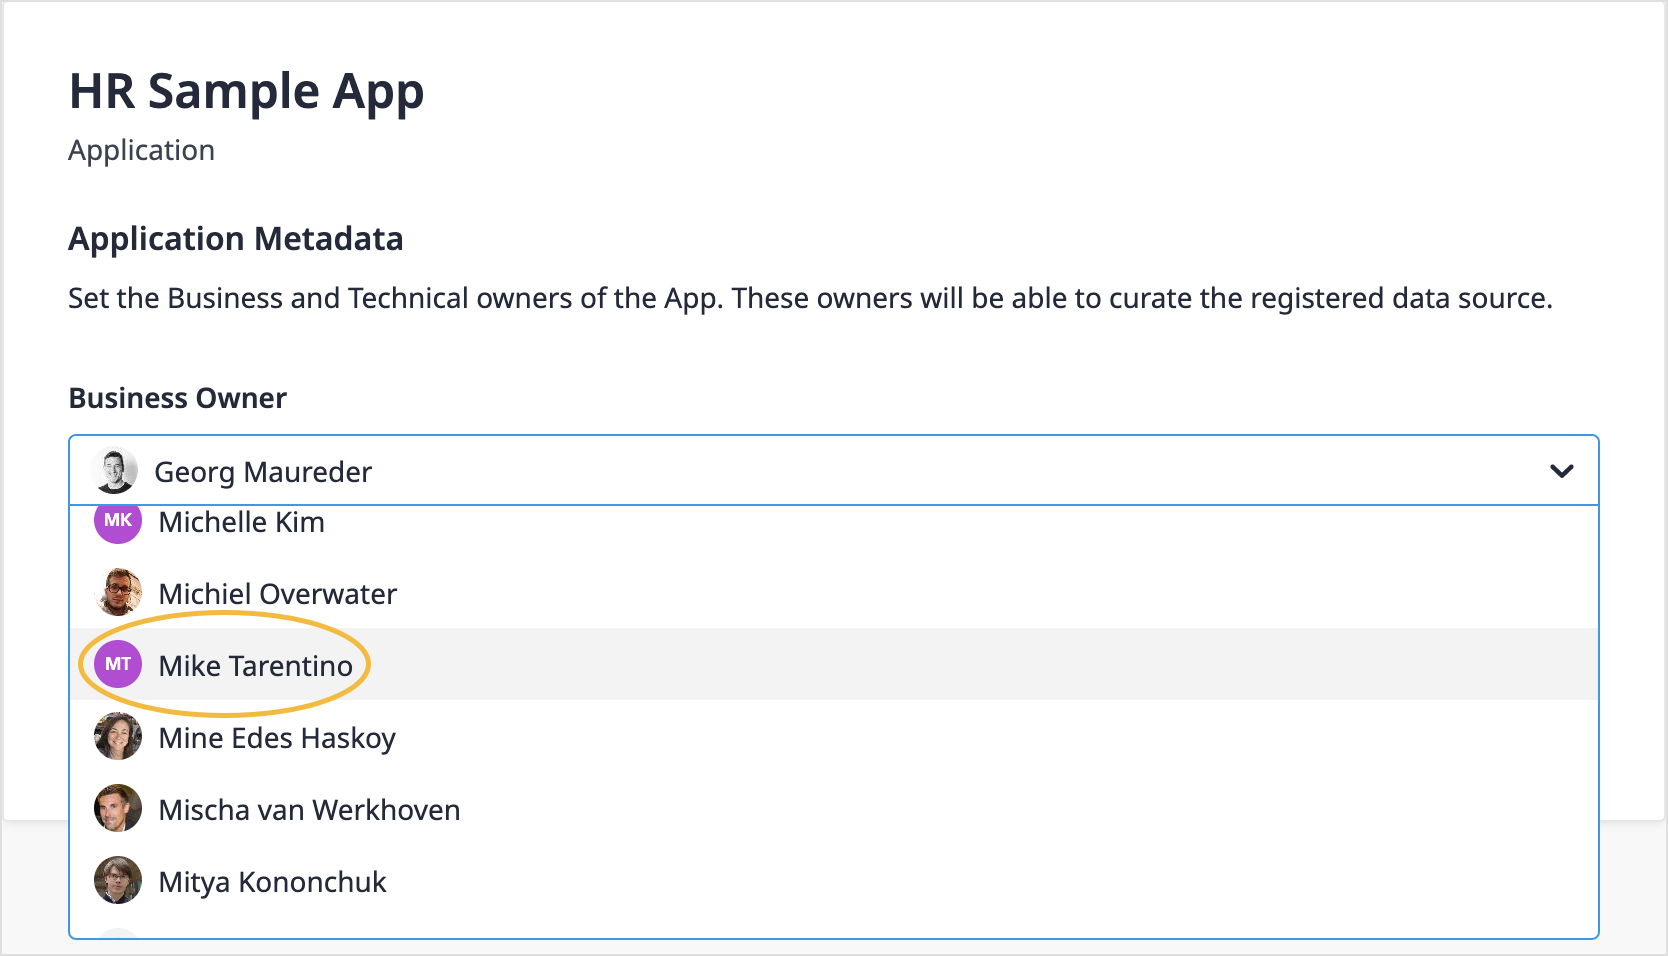 HR Sample App
Application
Application Metadata
Set the Business and Technical owners of the App. These owners will be able to curate the registered data source.
Business Owner
Georg Maureder
MK Michelle Kim
Michiel Overwater
MT Mike Tarentino
Mine Edes Haskoy
Mischa van Werkhoven
Mitya Kononchuk